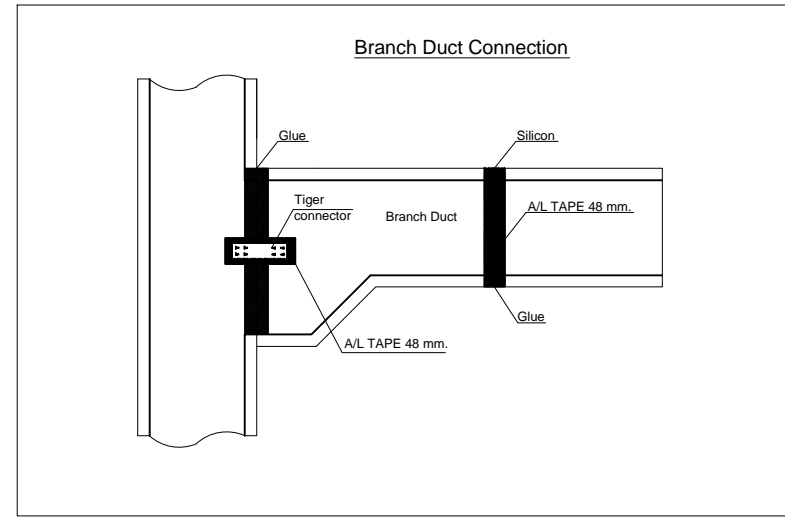 Branch Duct Connection
Glue
Silicon
Tiger
connector
Branch Duct
A/L TAPE 48 mm.
Glue
A/L TAPE 48 mm.